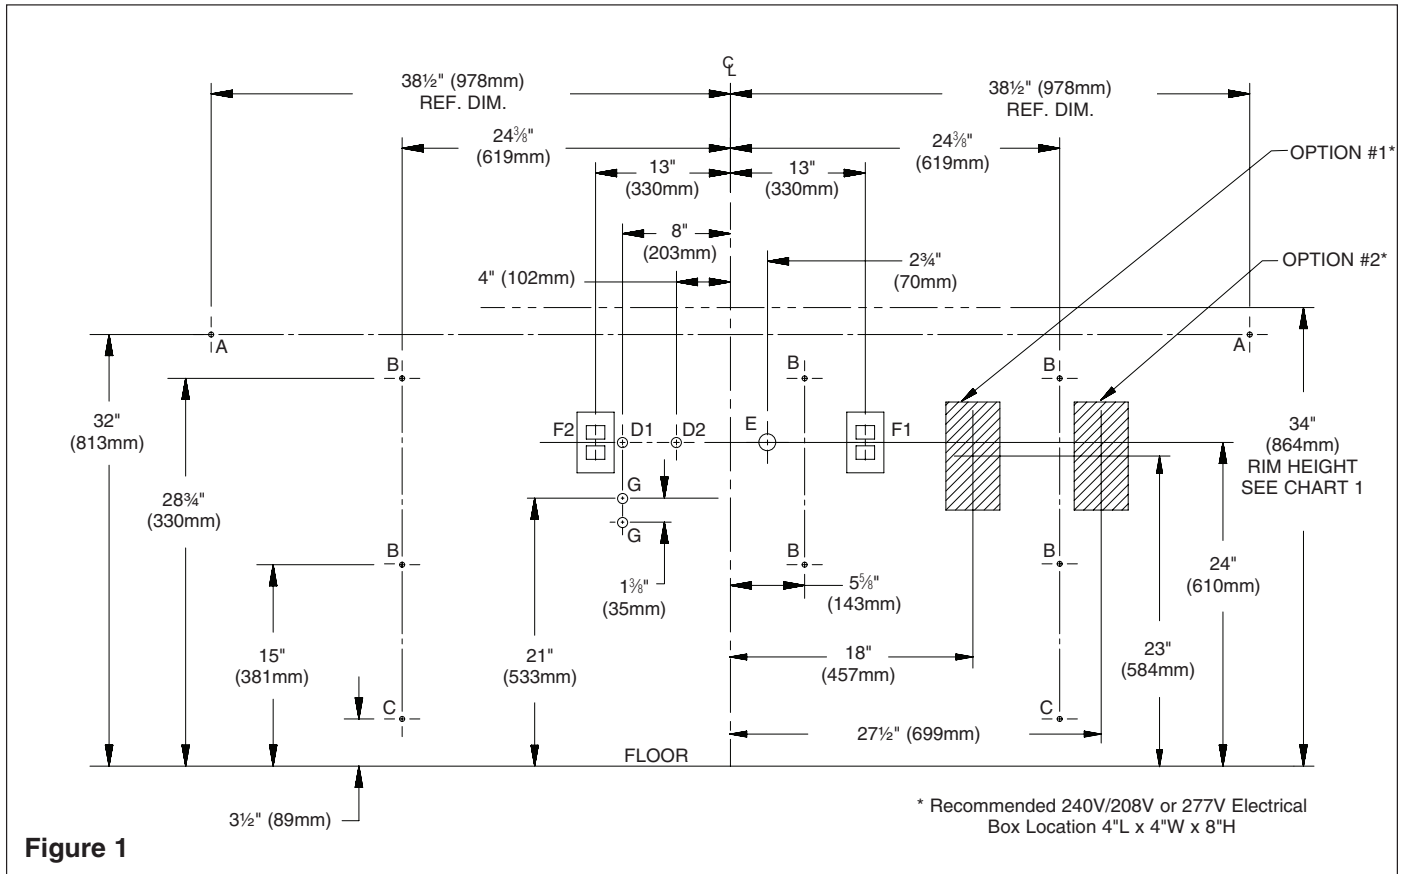 ℄
38½" (978mm)
REF. DIM.
38½" (978mm)
REF. DIM.
24⅜"
(619mm)
24⅜"
(619mm)
OPTION #1*
13"
(330mm)
13"
(330mm)
8"
(203mm)
2¾"
(70mm)
OPTION #2*
4" (102mm)
A
A
B
B
B
32"
(813mm)
F2
D1
D2
E
F1
34"
(864mm)
RIM HEIGHT
SEE CHART 1
28¾"
(330mm)
G
G
B
B
B
1⅜"
(35mm)
5⅝"
(143mm)
24"
(610mm)
15"
(381mm)
21"
(533mm)
18"
(457mm)
23"
(584mm)
C
C
27½" (699mm)
FLOOR
3½" (89mm)
* Recommended 240V/208V or 277V Electrical
Box Location 4"L x 4"W x 8"H
Figure 1